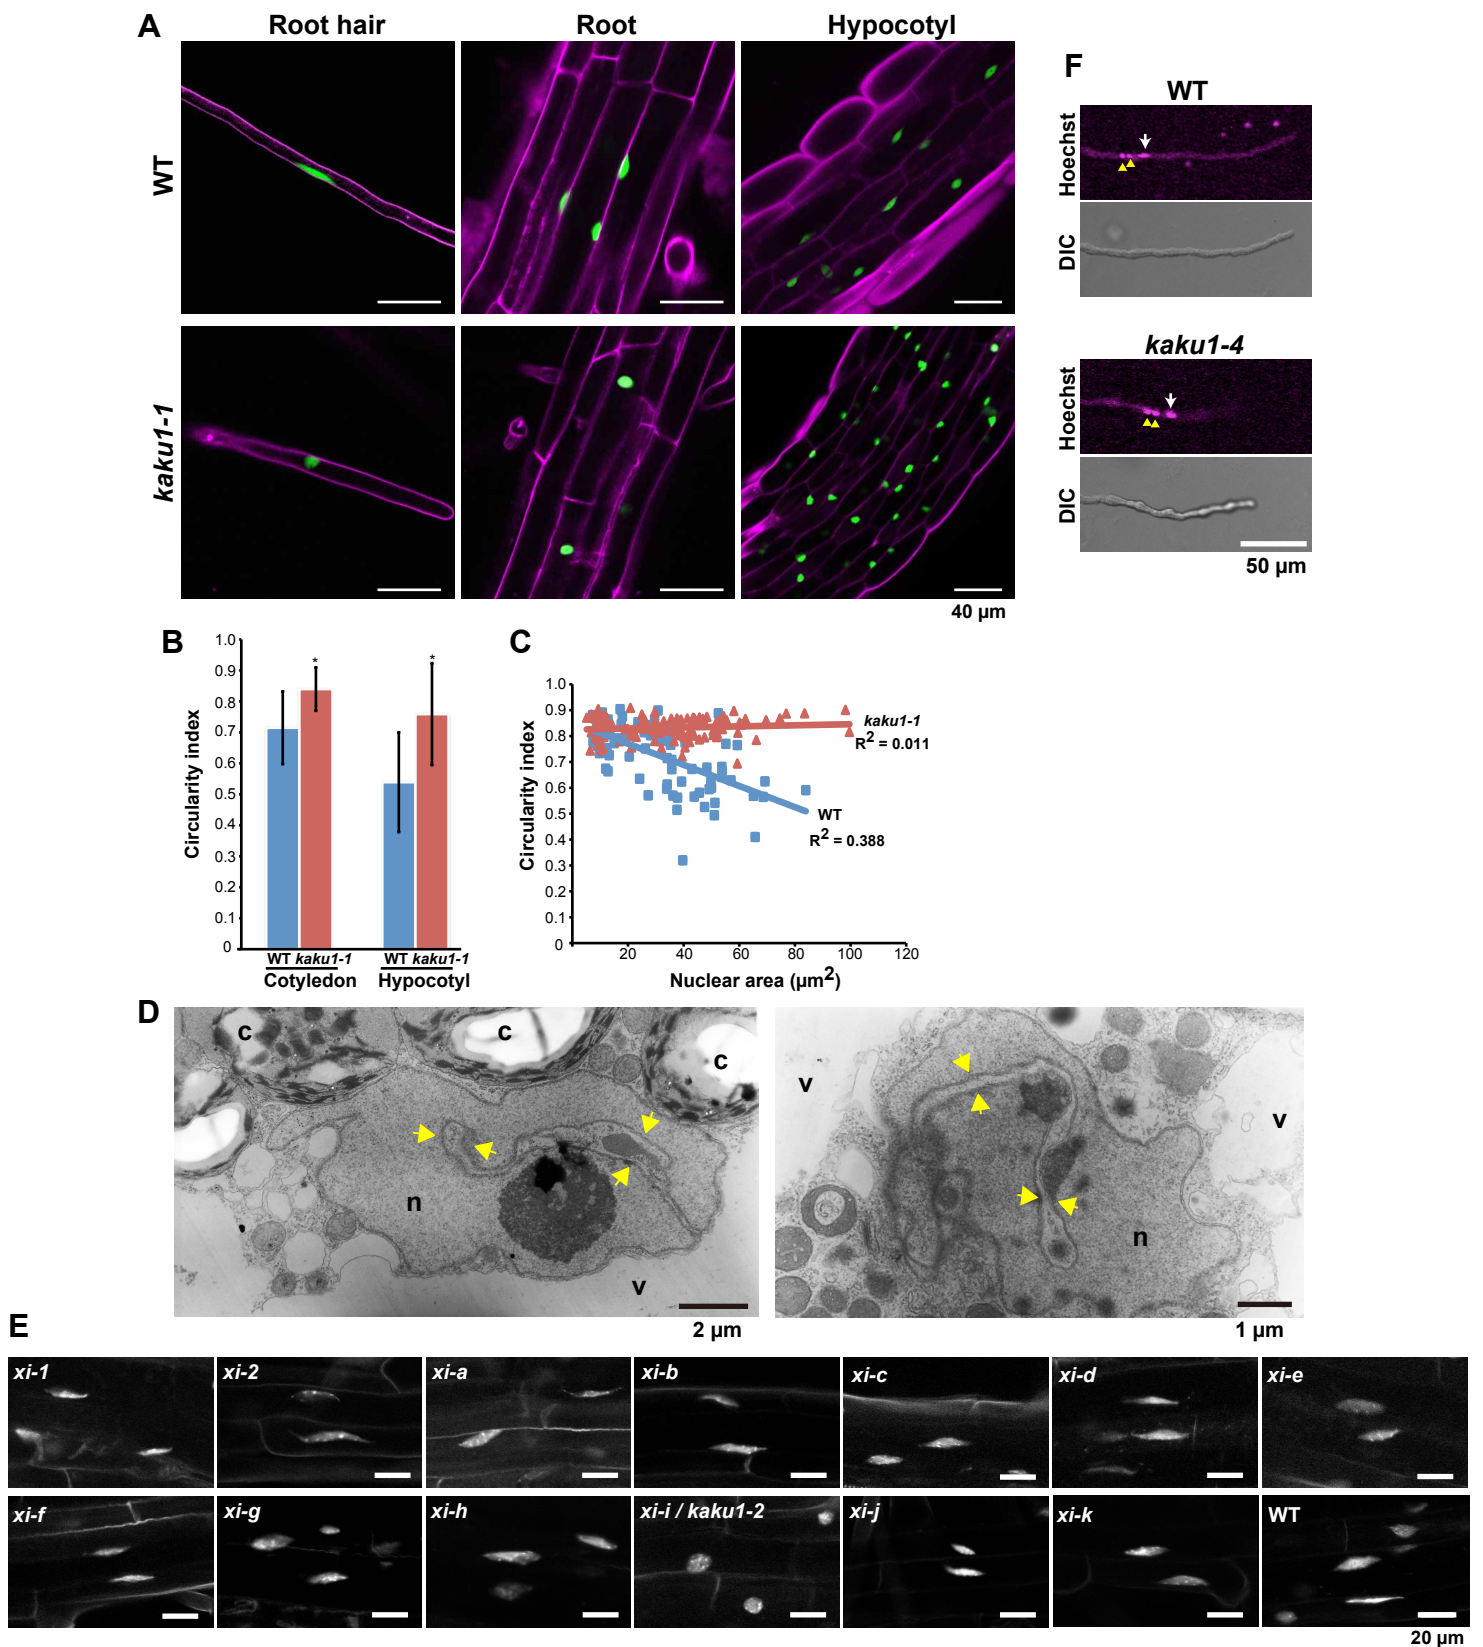 A
Root hair
Root
Hypocotyl
WT
kaku1-1
40 µm
F
WT
Hoechst
DIC
kaku1-4
Hoechst
DIC
50 µm
B
Circularity index
1.0
0.9
0.8
0.7
0.6
0.5
0.4
0.3
0.2
0.1
0
*
*
WT kaku1-1
WT kaku1-1
Cotyledon
Hypocotyl
C
Circularity index
1.0
0.9
0.8
0.7
0.6
0.5
0.4
0.3
0.2
0.1
0
20 40 60 80 100 120
Nuclear area (µm2)
kaku1-1
R2 = 0.011
WT
R2 = 0.388
D
c c c
n
v
2 µm
v
v
n
1 µm
E
xi-1 xi-2 xi-a xi-b xi-c xi-d xi-e
xi-f xi-g xi-h xi-i / kaku1-2 xi-j xi-k WT
20 µm